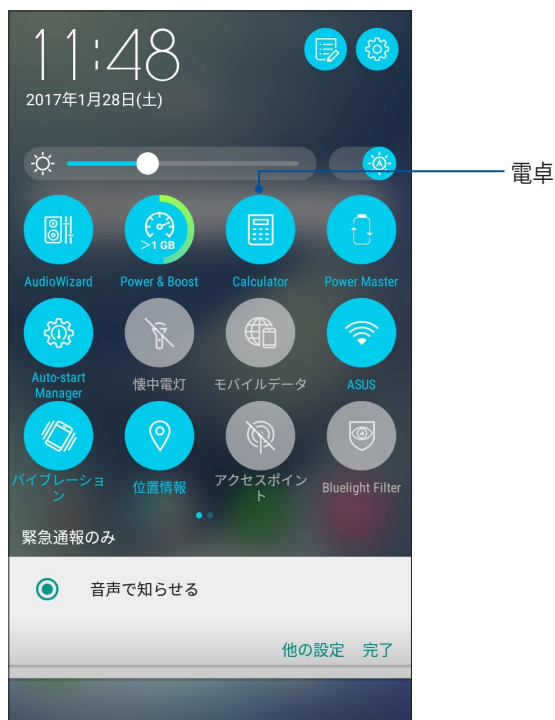 11:48
2017年1月28日(土)
電卓
>1 GB
AudioWizard
Power & Boost
Calculator
Power Master
Auto-start
Manager
懐中電灯
モバイルデータ
ASUS
バイブレーショ
ン
位置情報
アクセスポイン
ト
Bluelight Filter
緊急通報のみ
音声で知らせる
他の設定 完了